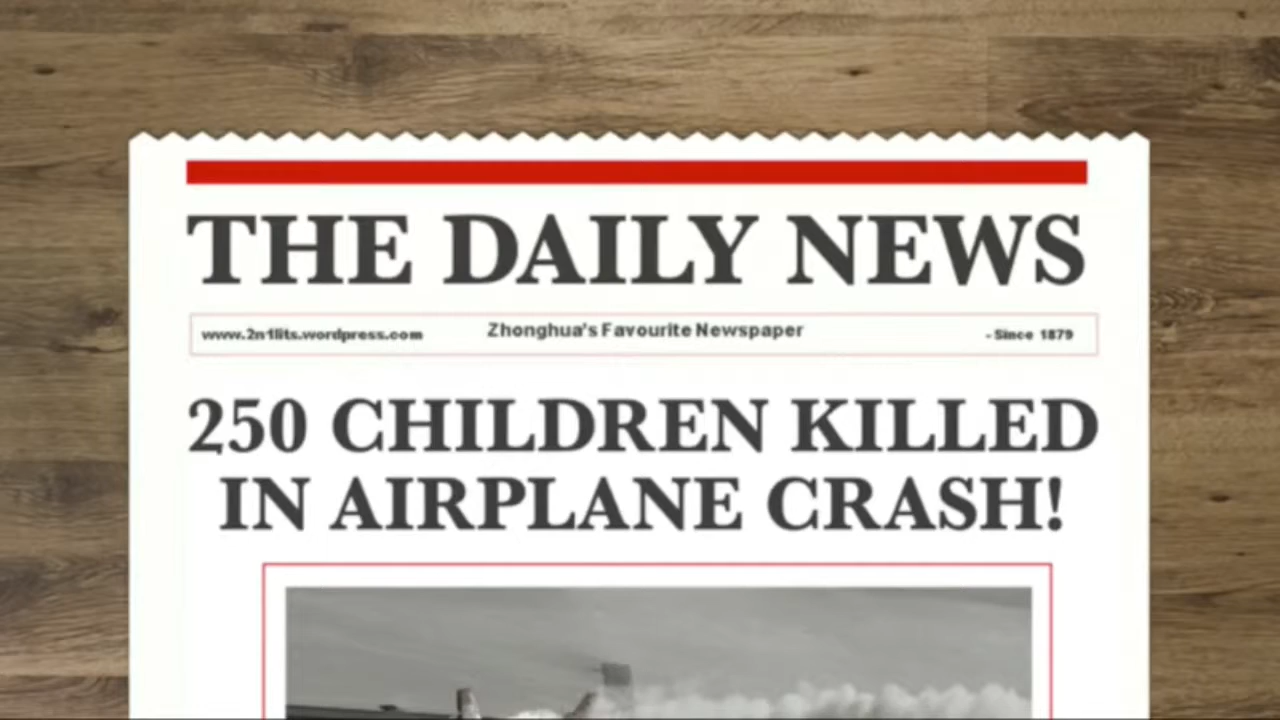 THE DAILY NEWS
www.2n1lits.wordpress.com Zhonghua's Favourite Newspaper - Since 1879
250 CHILDREN KILLED
IN AIRPLANE CRASH!